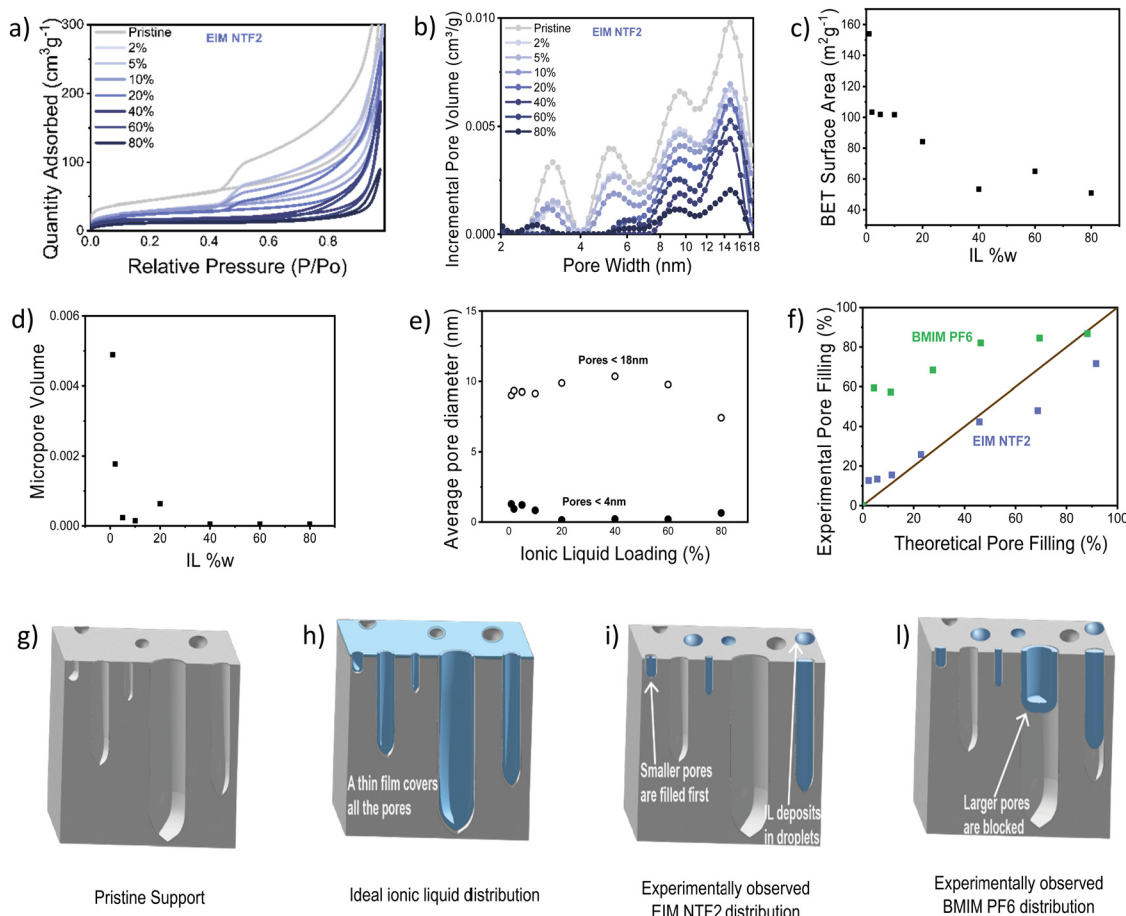 a)
300
200
100
0
0.0
0.2
0.4
0.6
0.8
Quantity Adsorbed (cm³g⁻¹)
Relative Pressure (P/Po)
EIM NTF2
Pristine
2%
5%
10%
20%
40%
60%
80%
b)
0.010
0.005
0.000
2
4
6
8
10
12
14 16 18
Incremental Pore Volume (cm³/g)
Pore Width (nm)
EIM NTF2
Pristine
2%
5%
10%
20%
40%
60%
80%
c)
160
140
120
100
80
60
40
0
20
40
60
80
BET Surface Area (m²g⁻¹)
IL %w
d)
0.006
0.004
0.002
0.000
0
20
40
60
80
Micropore Volume
IL %w
e)
15
10
5
0
0
10
20
30
40
50
60
70
80
Average pore diameter (nm)
Ionic Liquid Loading (%)
Pores < 18nm
Pores < 4nm
f)
100
80
60
40
20
0
0
20
40
60
80
100
Experimental Pore Filling (%)
Theoretical Pore Filling (%)
BMIM PF6
EIM NTF2
g)
Pristine Support
h)
A thin film covers
all the pores
Ideal ionic liquid distribution
i)
Smaller pores
are filled first
IL deposits
in droplets
Experimentally observed
EIM NTF2 distribution
l)
Larger pores
are blocked
Experimentally observed
BMIM PF6 distribution